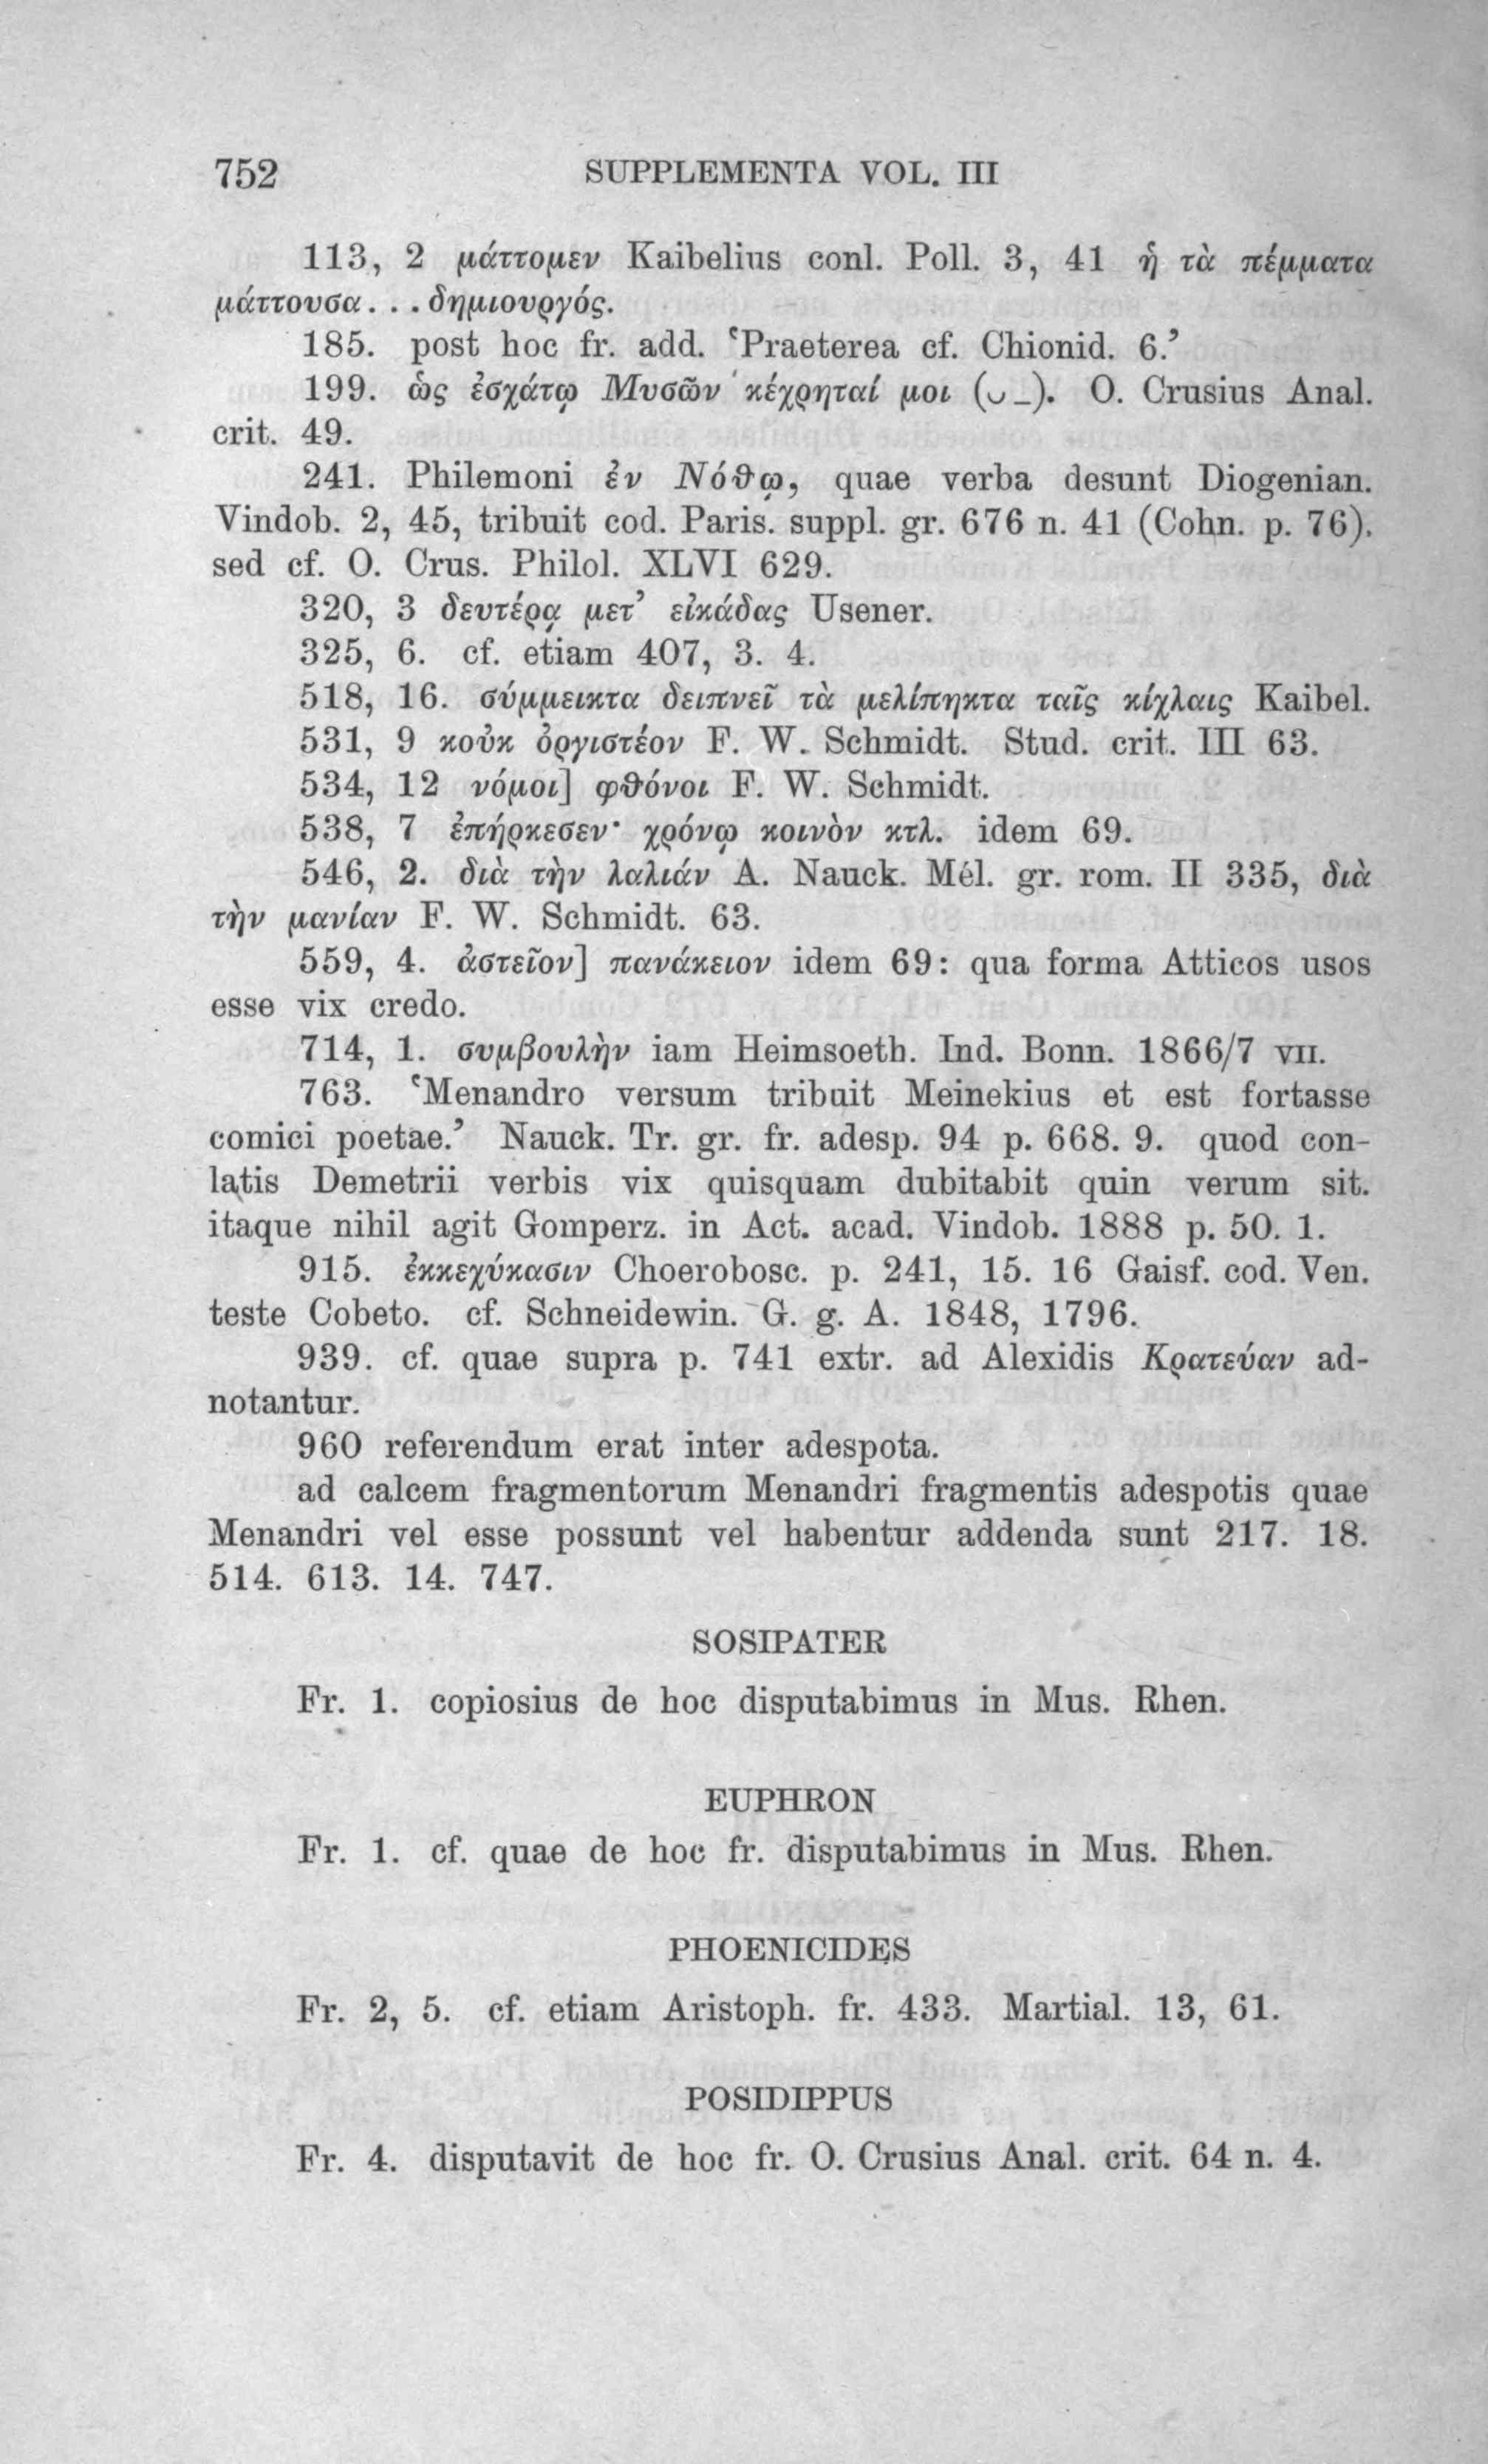 752 SUPPLEMENTA VOL. III
113, 2 μάττομεν Kaibelius conl. Poll. 3, 41 ἡ τὰ πέμματα
μάττουσα... δημιουργός.
185. post hoc fr. add. ‘Praeterea cf. Chionid. 6.’
199. ὡς ἐσχάτῳ Μυσῶν κέχρηταί μοι (∪ –). O. Crusius Anal.
crit. 49.
241. Philemoni ἐν Νόθῳ, quae verba desunt Diogenian.
Vindob. 2, 45, tribuit cod. Paris. suppl. gr. 676 n. 41 (Cohn. p. 76).
sed cf. O. Crus. Philol. XLVI 629.
320, 3 δευτέρᾳ μετ’ εἰκάδας Usener.
325, 6. cf. etiam 407, 3. 4.
518, 16. σύμμεικτα δειπνεῖ τὰ μελίπηκτα ταῖς κίχλαις Kaibel.
531, 9 κοὐκ ὀργιστέον F. W. Schmidt. Stud. crit. III 63.
534, 12 νόμοι] φθόνοι F. W. Schmidt.
538, 7 ἐπήρκεσεν· χρόνῳ κοινὸν κτλ. idem 69.
546, 2. διὰ τὴν λαλιάν A. Nauck. Mél. gr. rom. II 335, διὰ
τὴν μανίαν F. W. Schmidt. 63.
559, 4. ἀστεῖον] πανάκειον idem 69: qua forma Atticos usos
esse vix credo.
714, 1. συμβουλὴν iam Heimsoeth. Ind. Bonn. 1866/7 VII.
763. ‘Menandro versum tribuit Meinekius et est fortasse
comici poetae.’ Nauck. Tr. gr. fr. adesp. 94 p. 668. 9. quod con-
latis Demetrii verbis vix quisquam dubitabit quin verum sit.
itaque nihil agit Gomperz. in Act. acad. Vindob. 1888 p. 50. 1.
915. ἐκκεχύκασιν Choerobosc. p. 241, 15. 16 Gaisf. cod. Ven.
teste Cobeto. cf. Schneidewin. G. g. A. 1848, 1796.
939. cf. quae supra p. 741 extr. ad Alexidis Κρατεύαν ad-
notantur.
960 referendum erat inter adespota.
ad calcem fragmentorum Menandri fragmentis adespotis quae
Menandri vel esse possunt vel habentur addenda sunt 217. 18.
514. 613. 14. 747.
SOSIPATER
Fr. 1. copiosius de hoc disputabimus in Mus. Rhen.
EUPHRON
Fr. 1. cf. quae de hoc fr. disputabimus in Mus. Rhen.
PHOENICIDES
Fr. 2, 5. cf. etiam Aristoph. fr. 433. Martial. 13, 61.
POSIDIPPUS
Fr. 4. disputavit de hoc fr. O. Crusius Anal. crit. 64 n. 4.